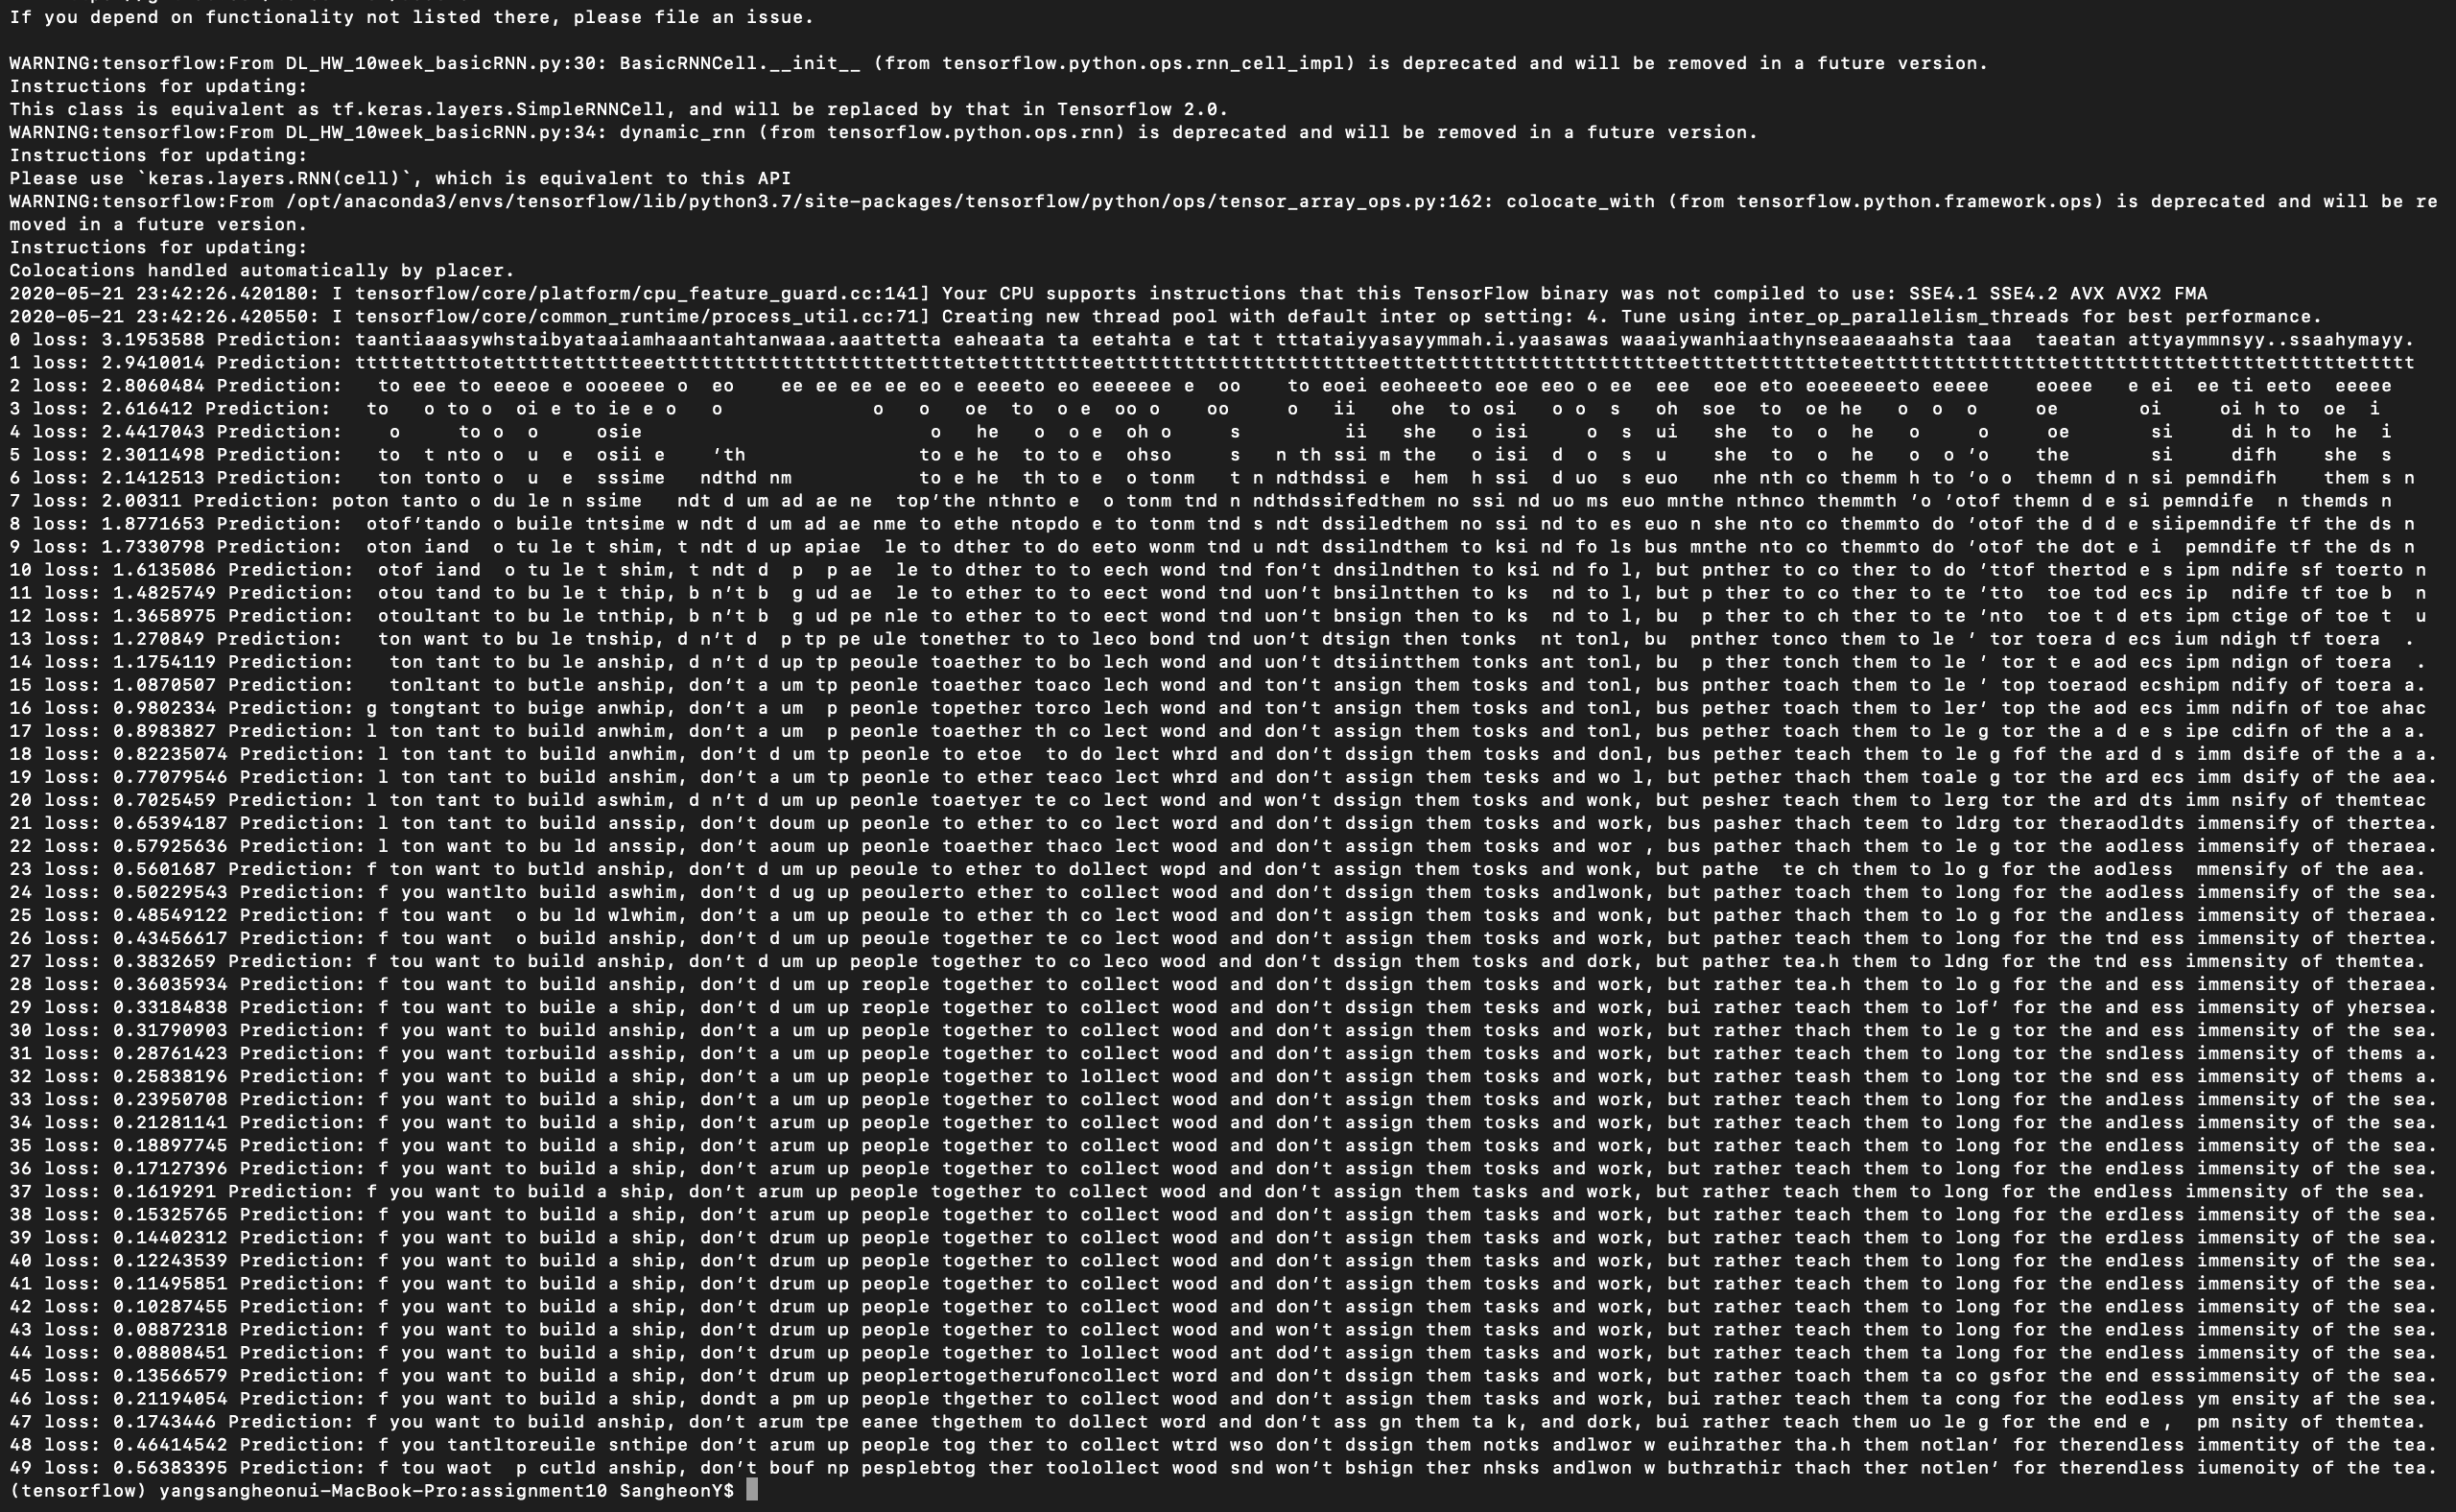 If you depend on functionality not listed there, please file an issue.

WARNING:tensorflow:From DL_HW_10week_basicRNN.py:30: BasicRNNCell.__init__ (from tensorflow.python.ops.rnn_cell_impl) is deprecated and will be removed in a future version.
Instructions for updating:
This class is equivalent as tf.keras.layers.SimpleRNNCell, and will be replaced by that in Tensorflow 2.0.
WARNING:tensorflow:From DL_HW_10week_basicRNN.py:34: dynamic_rnn (from tensorflow.python.ops.rnn) is deprecated and will be removed in a future version.
Instructions for updating:
Please use `keras.layers.RNN(cell)`, which is equivalent to this API
WARNING:tensorflow:From /opt/anaconda3/envs/tensorflow/lib/python3.7/site-packages/tensorflow/python/ops/tensor_array_ops.py:162: colocate_with (from tensorflow.python.framework.ops) is deprecated and will be re
moved in a future version.
Instructions for updating:
Colocations handled automatically by placer.
2020-05-21 23:42:26.420180: I tensorflow/core/platform/cpu_feature_guard.cc:141] Your CPU supports instructions that this TensorFlow binary was not compiled to use: SSE4.1 SSE4.2 AVX AVX2 FMA
2020-05-21 23:42:26.420550: I tensorflow/core/common_runtime/process_util.cc:71] Creating new thread pool with default inter op setting: 4. Tune using inter_op_parallelism_threads for best performance.
0 loss: 3.1953588 Prediction: taantiaaasywhstaibyataaiamhaaantahtanwaaa.aaattetta eaheaata ta eetahta e tat t tttataiyyasayymmah.i.yaasawas waaaiywanhiaathynseaaeaaahsta taaa  taeatan attyaymmnsyy..ssaahymayy.
1 loss: 2.9410014 Prediction:
2 loss: 2.8060484 Prediction:   to eee to eeeoe e oooeeee o  eo    ee ee ee ee eo e eeeeto eo eeeeeee e  oo    to eoei eeoheeeto eoe eeo o ee  eee  eoe eto eoeeeeeeto eeeee    eoeee   e ei  ee ti eeto  eeeee
3 loss: 2.616412 Prediction:   to   o to o  oi e to ie e o   o             o   o   oe  to  o e  oo o    oo     o   ii   ohe  to osi   o o  s   oh  soe  to  oe he   o  o  o     oe       oi     oi h to  oe  i
4 loss: 2.4417043 Prediction:    o     to o  o     osie                         o   he   o  o e  oh o     s         ii   she   o isi     o  s  ui   she  to  o  he   o     o     oe       si     di h to  he  i
5 loss: 2.3011498 Prediction:   to  t nto o  u  e  osii e    'th               to e he  to to e  ohso     s   n th ssi m the   o isi  d  o  s  u    she  to  o  he   o  o 'o    the       si     difh    she  s
6 loss: 2.1412513 Prediction:   ton tonto o  u  e  sssime   ndthd nm           to e he  th to e  o tonm   t n ndthdssi e  hem  h ssi  d uo  s euo   nhe nth co themm h to 'o o  themn d n si pemndifh    them s n
7 loss: 2.00311 Prediction: poton tanto o du le n ssime   ndt d um ad ae ne  top'the nthnto e  o tonm tnd n ndthdssifedthem no ssi nd uo ms euo mnthe nthnco themmth 'o 'otof themn d e si pemndife  n themds n
8 loss: 1.8771653 Prediction:  otof'tando o buile tntsime w ndt d um ad ae nme to ethe ntopdo e to tonm tnd s ndt dssiledthem no ssi nd to es euo n she nto co themmto do 'otof the d d e siipemndife tf the ds n
9 loss: 1.7330798 Prediction:  oton iand  o tu le t shim, t ndt d up apiae  le to dther to do eeto wonm tnd u ndt dssilndthem to ksi nd fo ls bus mnthe nto co themmto do 'otof the dot e i  pemndife tf the ds n
10 loss: 1.6135086 Prediction:  otof iand  o tu le t shim, t ndt d  p  p ae  le to dther to to eech wond tnd fon't dnsilndthen to ksi nd fo l, but pnther to co ther to do 'ttof thertod e s ipm ndife sf toerto n
11 loss: 1.4825749 Prediction:  otou tand to bu le t thip, b n't b  g ud ae  le to ether to to eect wond tnd uon't bnsilntthen to ks  nd to l, but p ther to co ther to te 'tto  toe tod ecs ip  ndife tf toe b  n
12 loss: 1.3658975 Prediction:  otoultant to bu le tnthip, b n't b  g ud pe nle to ether to to eect wond tnd uon't bnsign then to ks  nd to l, bu  p ther to ch ther to te 'nto  toe t d ets ipm ctige of toe t  u
13 loss: 1.270849 Prediction:   ton want to bu le tnship, d n't d  p tp pe ule tonether to to leco bond tnd uon't dtsign then tonks  nt tonl, bu  pnther tonco them to le ' tor toera d ecs ium ndigh tf toera  .
14 loss: 1.1754119 Prediction:   ton tant to bu le anship, d n't d up tp peoule toaether to bo lech wond and uon't dtsiintthem tonks ant tonl, bu  p ther tonch them to le ' tor t e aod ecs ipm ndign of toera  .
15 loss: 1.0870507 Prediction:   tonltant to butle anship, don't a um tp peonle toaether toaco lech wond and ton't ansign them tosks and tonl, bus pnther toach them to le ' top toeraod ecshipm ndify of toera a.
16 loss: 0.9802334 Prediction: g tongtant to buige anwhip, don't a um  p peonle topether torco lech wond and ton't ansign them tosks and tonl, bus pether toach them to ler' top the aod ecs imm ndifn of toe ahac
17 loss: 0.8983827 Prediction: l ton tant to build anwhim, don't a um  p peonle toaether th co lect wond and don't assign them tosks and tonl, bus pether toach them to le g tor the a d e s ipe cdifn of the a a.
18 loss: 0.82235074 Prediction: l ton tant to build anwhim, don't d um tp peonle to etoe  to do lect whrd and don't dssign them tosks and donl, bus pether teach them to le g fof the ard d s imm dsife of the a a.
19 loss: 0.77079546 Prediction: l ton tant to build anshim, don't a um tp peonle to ether teaco lect whrd and don't assign them tesks and wo l, but pether thach them toale g tor the ard ecs imm dsify of the aea.
20 loss: 0.7025459 Prediction: l ton tant to build aswhim, d n't d um up peonle toaetyer te co lect wond and won't dssign them tosks and wonk, but pesher teach them to lerg tor the ard dts imm nsify of themteac
21 loss: 0.65394187 Prediction: l ton tant to build anssip, don't doum up peonle to ether to co lect word and don't dssign them tosks and work, bus pasher thach teem to ldrg tor theraodldts immensify of thertea.
22 loss: 0.57925636 Prediction: l ton want to bu ld anssip, don't aoum up peonle toaether thaco lect wood and don't assign them tosks and wor , bus pather thach them to le g tor the aodless immensify of theraea.
23 loss: 0.5601687 Prediction: f ton want to butld anship, don't d um up peoule to ether to dollect wopd and don't assign them tosks and wonk, but pathe  te ch them to lo g for the aodless  mmensify of the aea.
24 loss: 0.50229543 Prediction: f you wantlto build aswhim, don't d ug up peoulerto ether to collect wood and don't dssign them tosks andlwonk, but pather toach them to long for the aodless immensify of the sea.
25 loss: 0.48549122 Prediction: f tou want  o bu ld wlwhim, don't a um up peoule to ether th co lect wood and don't assign them tosks and wonk, but pather thach them to lo g for the andless immensity of theraea.
26 loss: 0.43456617 Prediction: f tou want  o build anship, don't d um up peoule together te co lect wood and don't assign them tosks and work, but pather teach them to long for the tnd ess immensity of thertea.
27 loss: 0.3832659 Prediction: f tou want to build anship, don't d um up people together to co leco wood and don't dssign them tosks and dork, but pather tea.h them to ldng for the tnd ess immensity of themtea.
28 loss: 0.36035934 Prediction: f tou want to build anship, don't d um up reople together to collect wood and don't dssign them tosks and work, but rather tea.h them to lo g for the and ess immensity of theraea.
29 loss: 0.33184838 Prediction: f tou want to buile a ship, don't d um up reople together to collect wood and don't dssign them tesks and work, bui rather teach them to lof' for the and ess immensity of yhersea.
30 loss: 0.31790903 Prediction: f you want to build anship, don't a um up people together to collect wood and don't assign them tosks and work, but rather thach them to le g tor the and ess immensity of the sea.
31 loss: 0.28761423 Prediction: f you want torbuild asship, don't a um up people together to collect wood and don't assign them tosks and work, but rather teach them to long tor the sndless immensity of thems a.
32 loss: 0.25838196 Prediction: f you want to build a ship, don't a um up people together to lollect wood and don't assign them tosks and work, but rather teash them to long tor the snd ess immensity of thems a.
33 loss: 0.23950708 Prediction: f you want to build a ship, don't a um up people together to collect wood and don't assign them tosks and work, but rather teach them to long for the andless immensity of the sea.
34 loss: 0.21281141 Prediction: f you want to build a ship, don't arum up people together to collect wood and don't assign them tosks and work, but rather teach them to long for the andless immensity of the sea.
35 loss: 0.18897745 Prediction: f you want to build a ship, don't arum up people together to collect wood and don't assign them tosks and work, but rather teach them to long for the endless immensity of the sea.
36 loss: 0.17127396 Prediction: f you want to build a ship, don't arum up people together to collect wood and don't assign them tosks and work, but rather teach them to long for the endless immensity of the sea.
37 loss: 0.1619291 Prediction: f you want to build a ship, don't arum up people together to collect wood and don't assign them tasks and work, but rather teach them to long for the endless immensity of the sea.
38 loss: 0.15325765 Prediction: f you want to build a ship, don't arum up people together to collect wood and don't assign them tasks and work, but rather teach them to long for the erdless immensity of the sea.
39 loss: 0.14402312 Prediction: f you want to build a ship, don't drum up people together to collect wood and don't assign them tosks and work, but rather teach them to long for the erdless immensity of the sea.
40 loss: 0.12243539 Prediction: f you want to build a ship, don't drum up people together to collect wood and don't assign them tasks and work, but rather teach them to long for the endless immensity of the sea.
41 loss: 0.11495851 Prediction: f you want to build a ship, don't drum up people together to collect wood and don't assign them tosks and work, but rather teach them to long for the endless immensity of the sea.
42 loss: 0.10287455 Prediction: f you want to build a ship, don't drum up people together to collect wood and don't assign them tasks and work, but rather teach them to long for the endless immensity of the sea.
43 loss: 0.08872318 Prediction: f you want to build a ship, don't drum up people together to collect wood and won't assign them tasks and work, but rather teach them to long for the endless immensity of the sea.
44 loss: 0.08808451 Prediction: f you want to build a ship, don't drum up people together to lollect wood ant dod't assign them tasks and work, but rather teach them ta long for the endless immensity of the sea.
45 loss: 0.13566579 Prediction: f you want to build a ship, don't drum up peoplertogetherufoncollect word and don't assign them tasks and work, but rather toach them ta co gsfor the end esssimmensity of the sea.
46 loss: 0.21194054 Prediction: f you want to build a ship, dondt a pm up people thgether to collect wood and don't assign them tasks and work, bui rather teach them ta cong for the eodless ym ensity af the sea.
47 loss: 0.1743446 Prediction: f you want to build anship, don't arum tpe eanee thgethem to dollect word and don't ass gn them ta k, and dork, bui rather teach them uo le g for the end e ,  pm nsity of themtea.
48 loss: 0.46414542 Prediction: f you tantltoreuile snthipe don't arum up people tog ther to collect wtrd wso don't dssign them notks andlwor w euihrather tha.h them notlan' for therendless immentity of the tea.
49 loss: 0.56383395 Prediction: f tou waot  p cutld anship, don't bouf np pesplebtog ther toolollect wood snd won't bshign ther nhsks andlwon w buthrathir thach ther notlen' for therendless iumenoity of the tea.
(tensorflow) yangsangheonui-MacBook-Pro:assignment10 SangheonY$